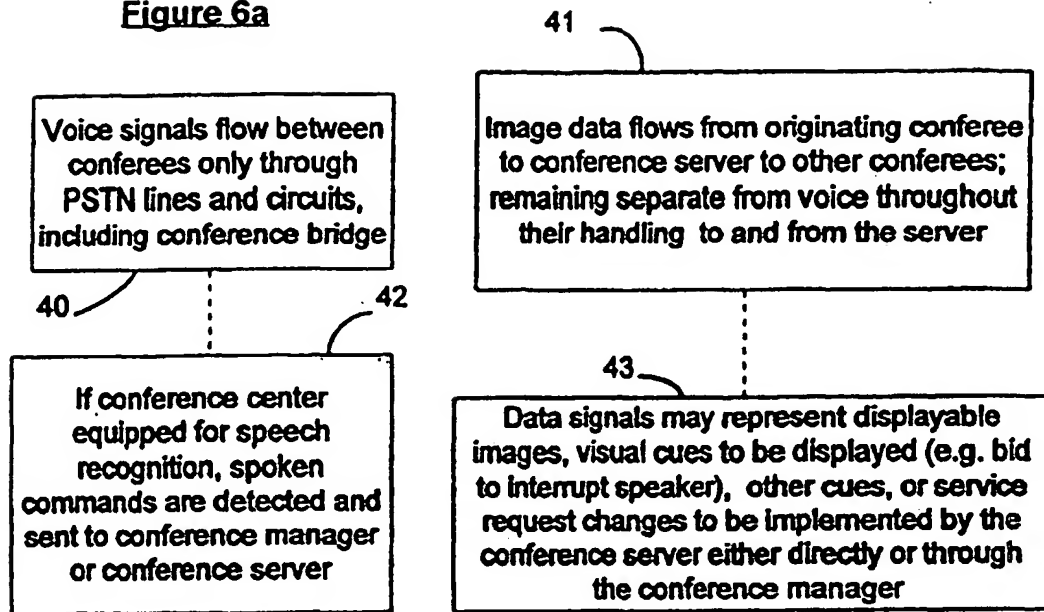 Figure 6a
41
Voice signals flow between
conferees only through
PSTN lines and circuits,
including conference bridge
Image data flows from originating conferee
to conference server to other conferees;
remaining separate from voice throughout
their handling to and from the server
40
42
If conference center
equipped for speech
recognition, spoken
commands are detected and
sent to conference manager
or conference server
43
Data signals may represent displayable
images, visual cues to be displayed (e.g. bid
to interrupt speaker), other cues, or service
request changes to be implemented by the
conference server either directly or through
the conference manager